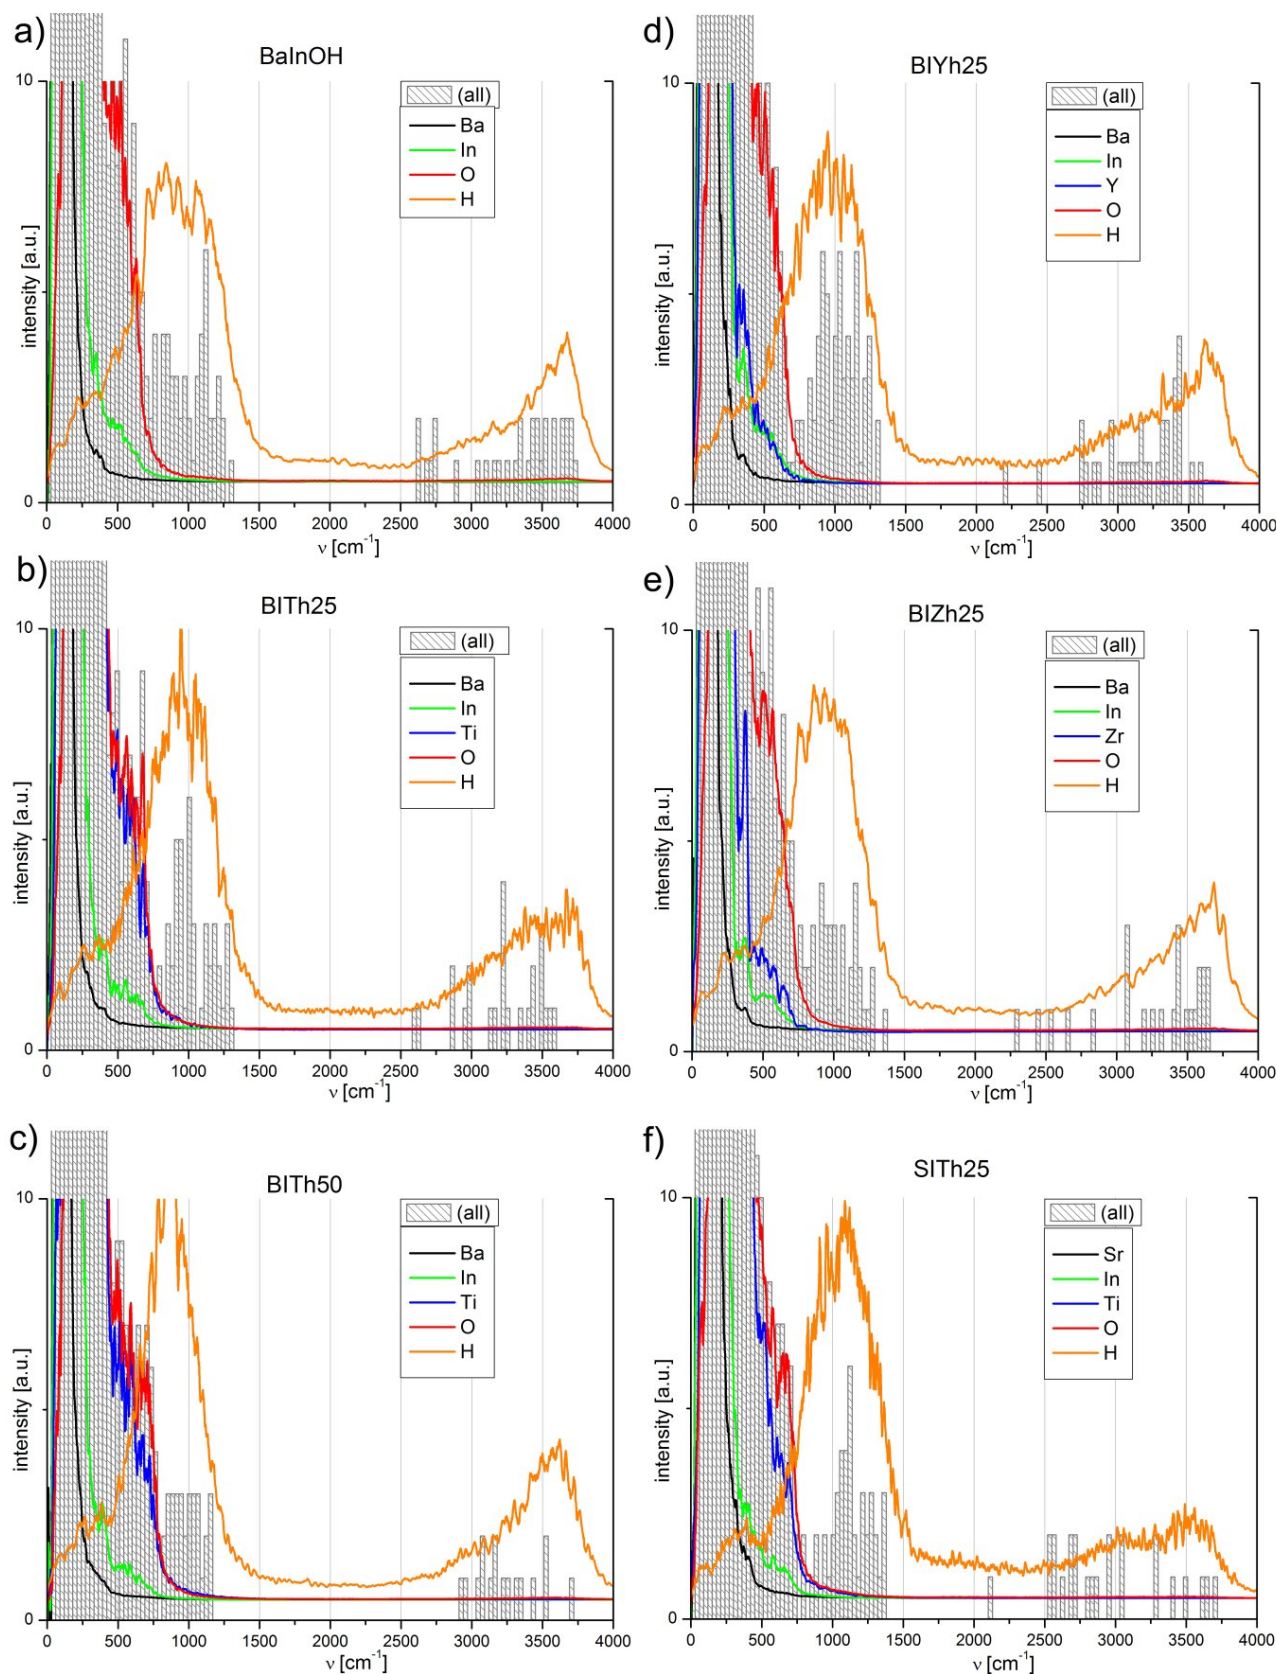 a)
BaInOH
10
(all)
Ba
In
O
H
intensity [a.u.]
0
0 500 1000 1500 2000 2500 3000 3500 4000
ν [cm⁻¹]
d)
BIYh25
10
(all)
Ba
In
Y
O
H
intensity [a.u.]
0
0 500 1000 1500 2000 2500 3000 3500 4000
ν [cm⁻¹]
b)
BITh25
10
(all)
Ba
In
Ti
O
H
intensity [a.u.]
0
0 500 1000 1500 2000 2500 3000 3500 4000
ν [cm⁻¹]
e)
BIZh25
10
(all)
Ba
In
Zr
O
H
intensity [a.u.]
0
0 500 1000 1500 2000 2500 3000 3500 4000
ν [cm⁻¹]
c)
BITh50
10
(all)
Ba
In
Ti
O
H
intensity [a.u.]
0
0 500 1000 1500 2000 2500 3000 3500 4000
ν [cm⁻¹]
f)
SITh25
10
(all)
Sr
In
Ti
O
H
intensity [a.u.]
0
0 500 1000 1500 2000 2500 3000 3500 4000
ν [cm⁻¹]